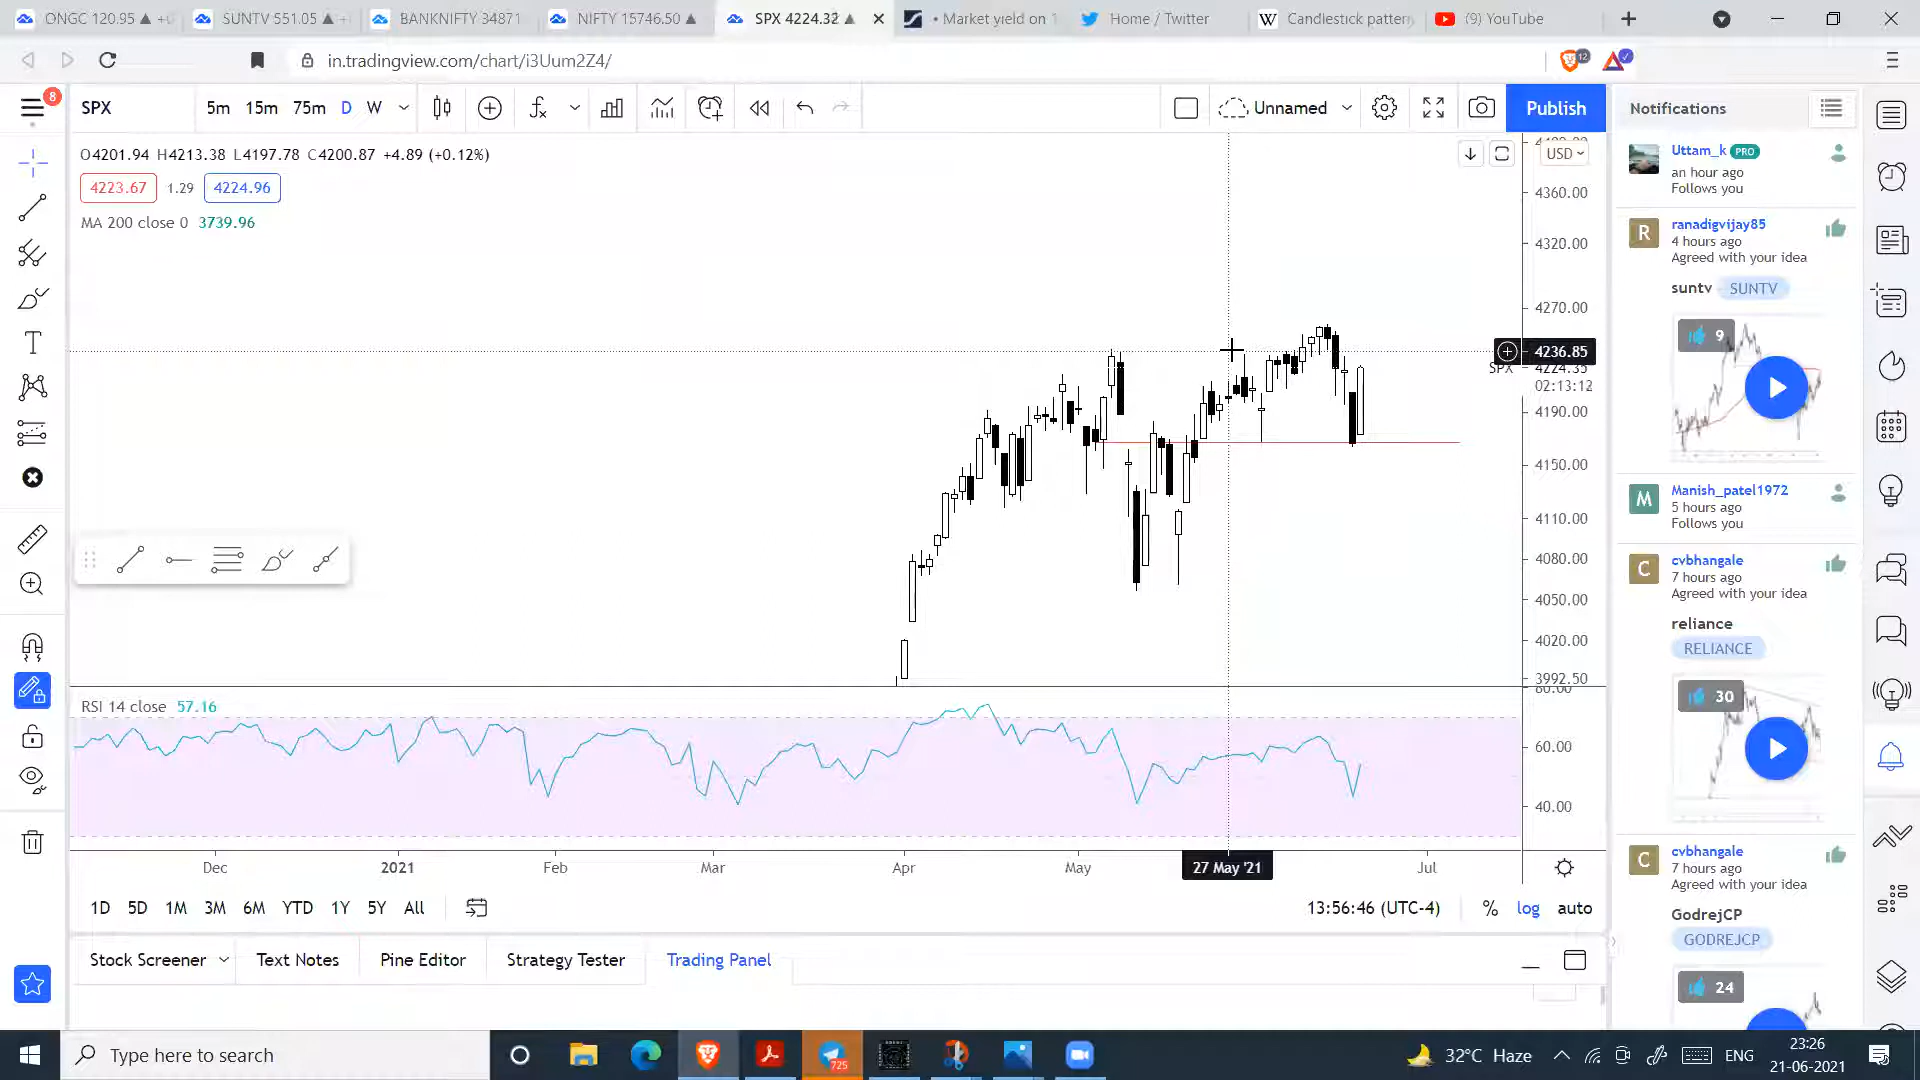 ONGC 120.95 ▲
SUNTV 551.05 ▲
BANKNIFTY 34871
NIFTY 15746.50 ▲
SPX 4224.32 ▲
• Market yield on
Home / Twitter
Candlestick pattern
(9) YouTube
in.tradingview.com/chart/i3Uum2Z4/
12
8
SPX
5m 15m 75m D W
Unnamed
Publish
Notifications
O4201.94 H4213.38 L4197.78 C4200.87 +4.89 (+0.12%)
4223.67 1.29 4224.96
MA 200 close 0 3739.96
USD
4360.00
4320.00
4270.00
4236.85
SPX
4224.35
02:13:12
4190.00
4150.00
4110.00
4080.00
4050.00
4020.00
3992.50
RSI 14 close 57.16
80.00
60.00
40.00
Dec 2021 Feb Mar Apr May 27 May '21 Jul
1D 5D 1M 3M 6M YTD 1Y 5Y All
13:56:46 (UTC-4) % log auto
Stock Screener Text Notes Pine Editor Strategy Tester Trading Panel
Uttam_k PRO
an hour ago
Follows you
R
ranadigvijay85
4 hours ago
Agreed with your idea
suntv SUNTV
9
M
Manish_patel1972
5 hours ago
Follows you
C
cvbhangale
7 hours ago
Agreed with your idea
reliance
RELIANCE
30
C
cvbhangale
7 hours ago
Agreed with your idea
GodrejCP
GODREJCP
24
Type here to search
725
32°C Haze
ENG
23:26
21-06-2021